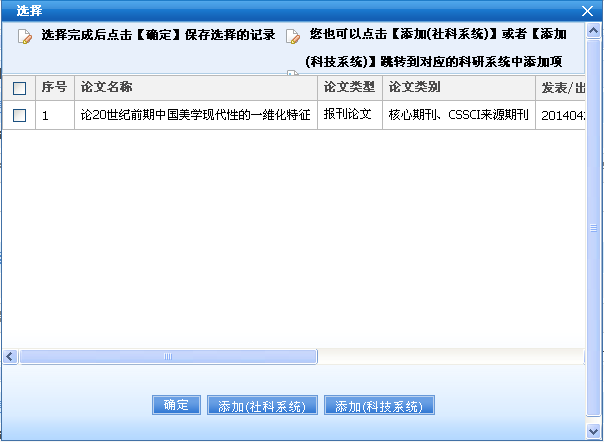 选择
选择完成后点击【确定】保存选择的记录
您也可以点击【添加(社科系统)】或者【添加
(科技系统)】跳转到对应的科研系统中添加项
序号 论文名称 论文类型 论文类别 发表/出
1 论20世纪前期中国美学现代性的一维化特征 报刊论文 核心期刊、CSSCI来源期刊 201404
确定 添加(社科系统) 添加(科技系统)